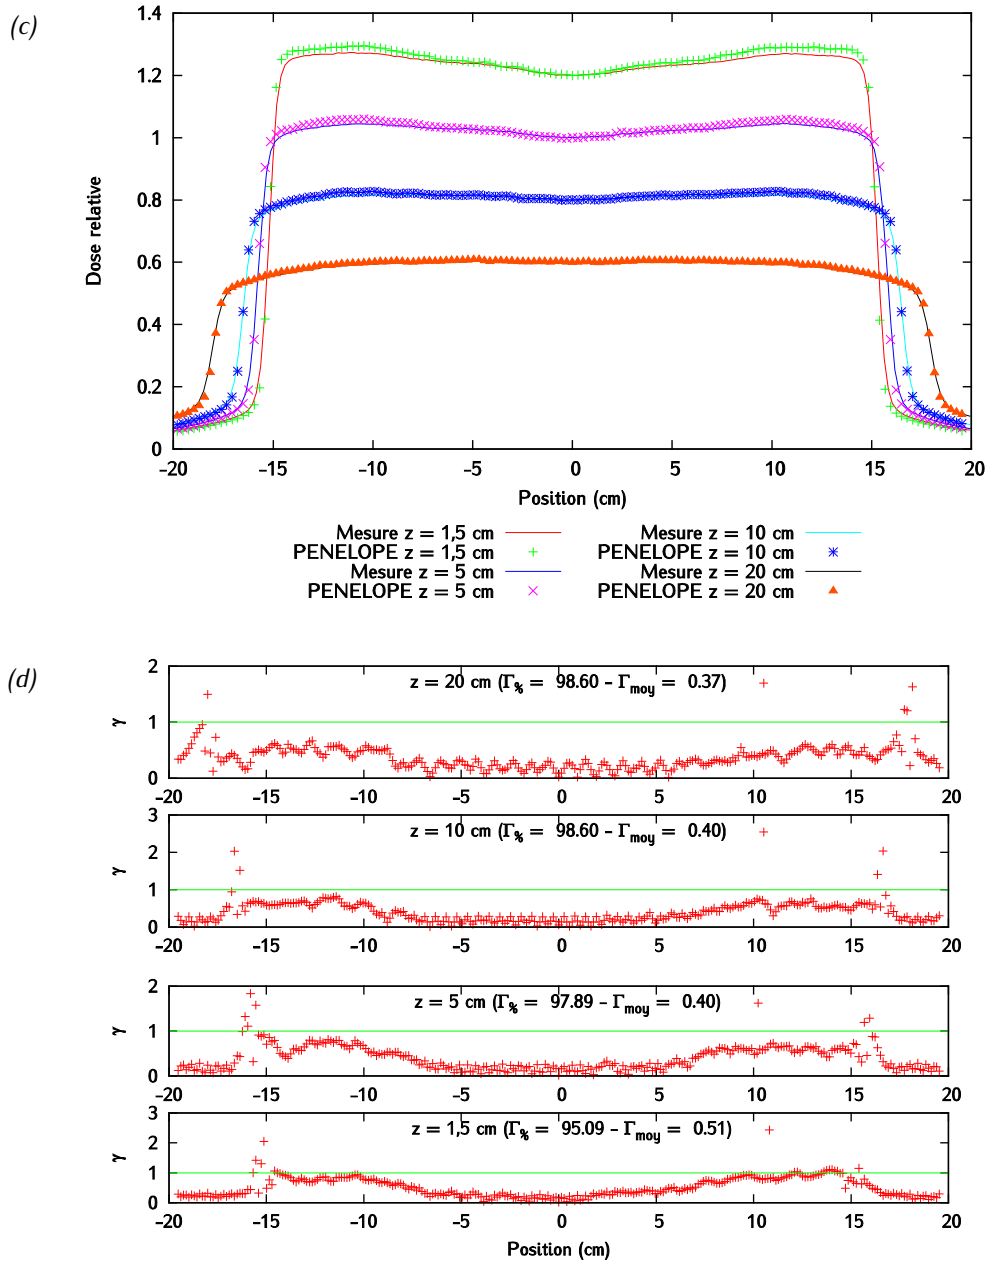 (c)
1.4
1.2
1
0.8
0.6
0.4
0.2
0
Dose relative
-20 -15 -10 -5 0 5 10 15 20
Position (cm)
Mesure z = 1,5 cm
PENELOPE z = 1,5 cm
Mesure z = 5 cm
PENELOPE z = 5 cm
Mesure z = 10 cm
PENELOPE z = 10 cm
Mesure z = 20 cm
PENELOPE z = 20 cm
(d)
z = 20 cm (Γ% = 98.60 - Γmoy = 0.37)
2
1
0
γ
-20 -15 -10 -5 0 5 10 15 20
z = 10 cm (Γ% = 98.60 - Γmoy = 0.40)
3
2
1
0
γ
-20 -15 -10 -5 0 5 10 15 20
z = 5 cm (Γ% = 97.89 - Γmoy = 0.40)
2
1
0
γ
-20 -15 -10 -5 0 5 10 15 20
z = 1,5 cm (Γ% = 95.09 - Γmoy = 0.51)
3
2
1
0
γ
-20 -15 -10 -5 0 5 10 15 20
Position (cm)